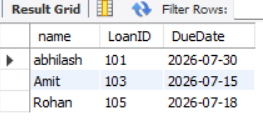 Result Grid Filter Rows:
name LoanID DueDate
abhilash 101 2026-07-30
Amit 103 2026-07-15
Rohan 105 2026-07-18